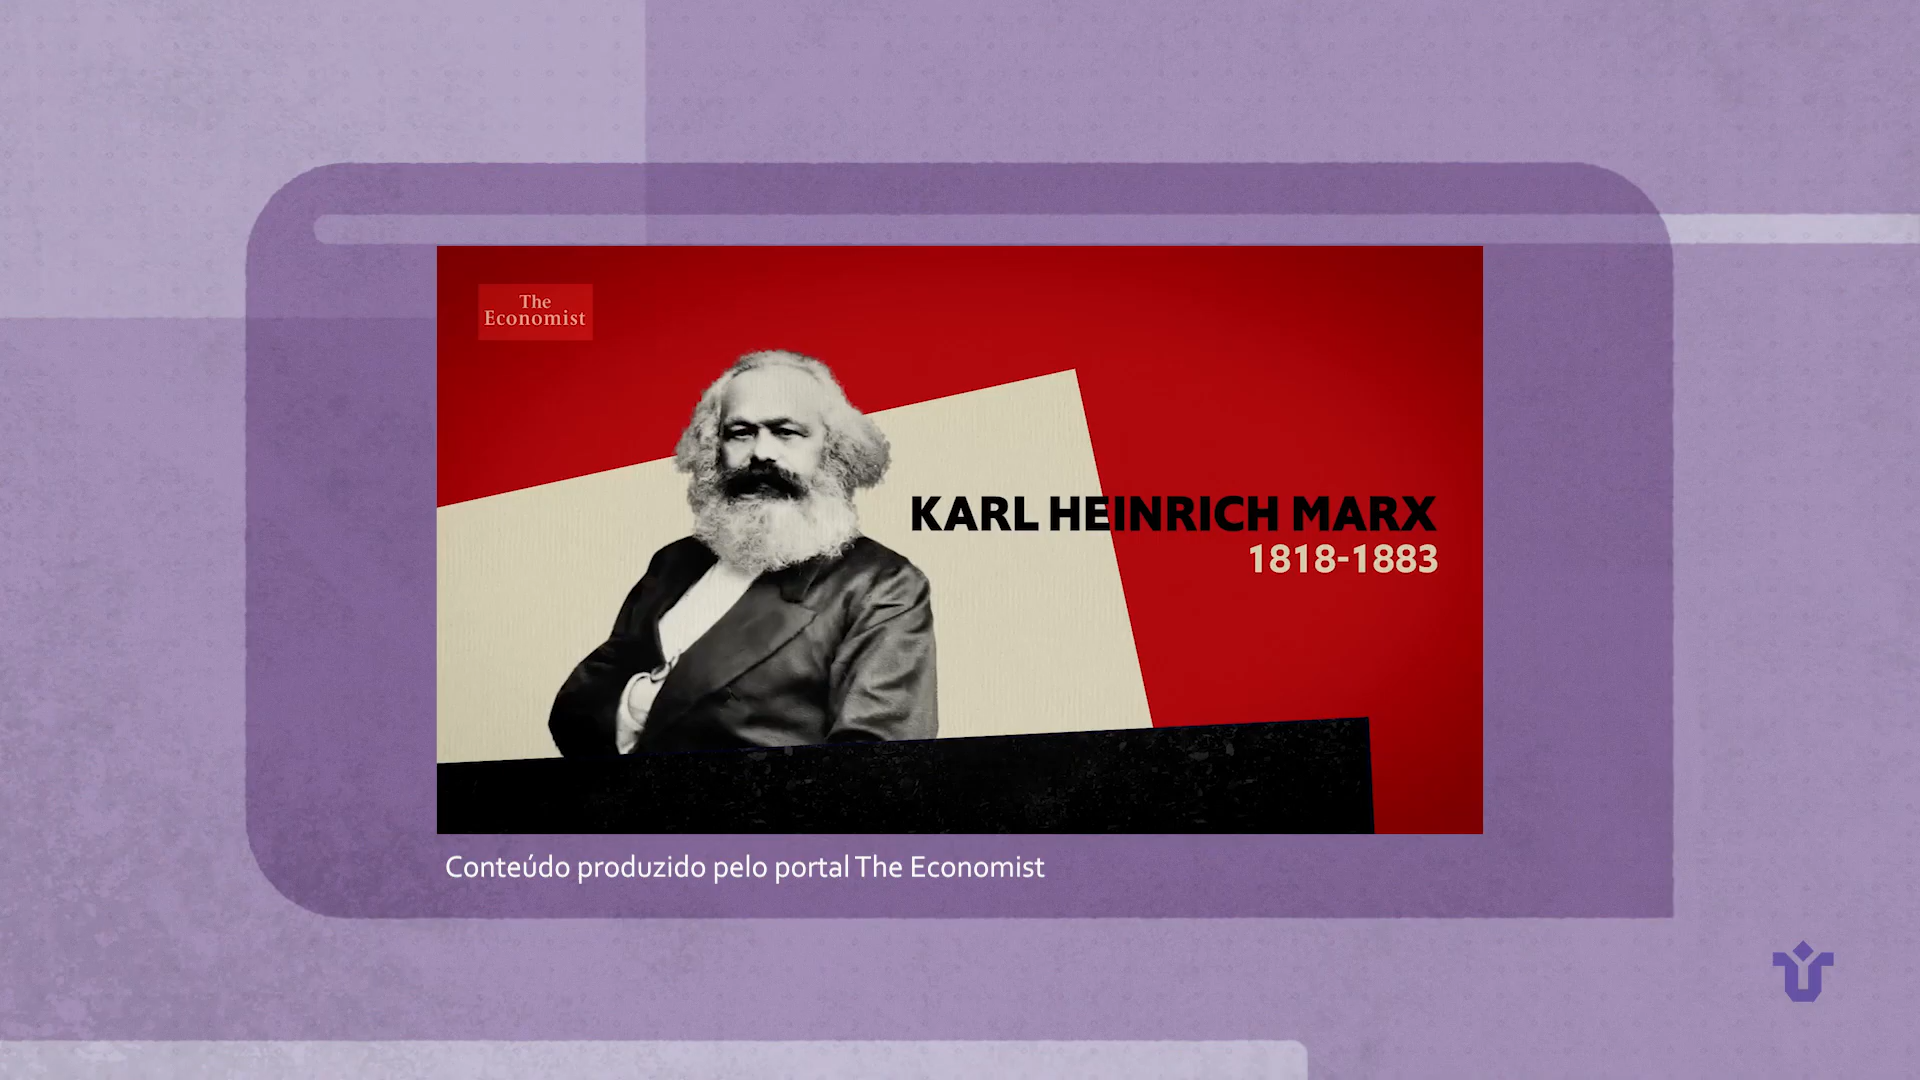 The
Economist
KARL HEINRICH MARX
1818-1883
Conteúdo produzido pelo portal The Economist